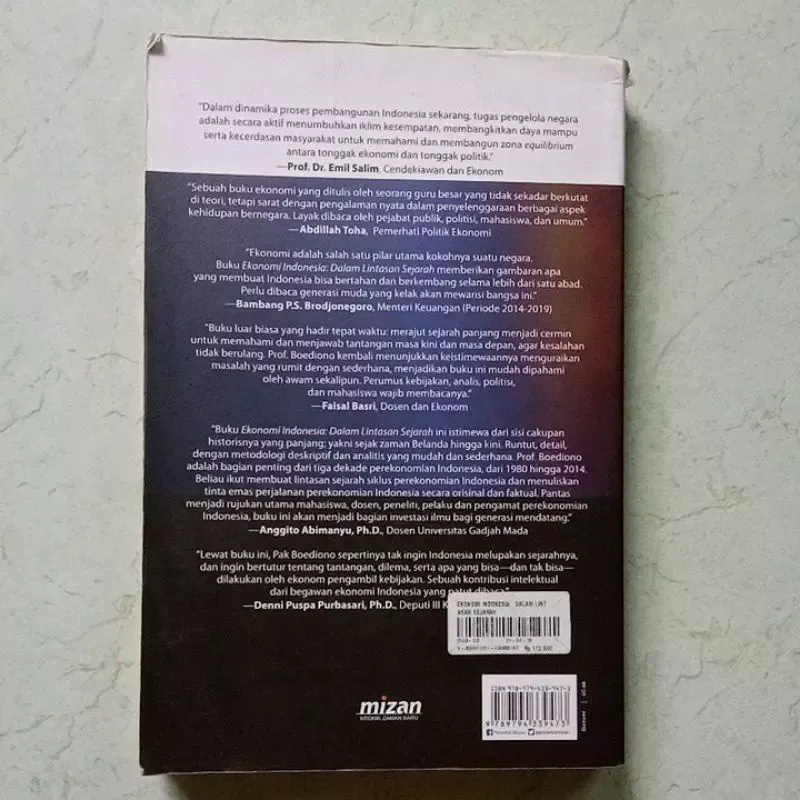 "Dalam dinamika proses pembangunan Indonesia sekarang, tugas pengelola negara
adalah secara aktif menumbuhkan iklim kesempatan, membangkitkan daya mampu
serta kecerdasan masyarakat untuk memahami dan membangun zona equilibrium
antara tonggak ekonomi dan tonggak politik."
—Prof. Dr. Emil Salim, Cendekiawan dan Ekonom
"Sebuah buku ekonomi yang ditulis oleh seorang guru besar yang tidak sekadar berkutat
di teori, tetapi sarat dengan pengalaman nyata dalam penyelenggaraan berbagai aspek
kehidupan bernegara. Layak dibaca oleh pejabat publik, politisi, mahasiswa, dan umum."
—Abdillah Toha, Pemerhati Politik Ekonomi
"Ekonomi adalah salah satu pilar utama kokohnya suatu negara.
Buku Ekonomi Indonesia: Dalam Lintasan Sejarah memberikan gambaran apa
yang membuat Indonesia bisa bertahan dan berkembang selama lebih dari satu abad.
Perlu dibaca generasi muda yang kelak akan mewarisi bangsa ini."
—Bambang P.S. Brodjonegoro, Menteri Keuangan (Periode 2014-2019)
"Buku luar biasa yang hadir tepat waktu: merajut sejarah panjang menjadi cermin
untuk memahami dan menjawab tantangan masa kini dan masa depan, agar kesalahan
tidak berulang. Prof. Boediono kembali menunjukkan keistimewaannya menguraikan
masalah yang rumit dengan sederhana, menjadikan buku ini mudah dipahami
oleh awam sekalipun. Perumus kebijakan, analis, politisi,
dan mahasiswa wajib membacanya."
—Faisal Basri, Dosen dan Ekonom
"Buku Ekonomi Indonesia: Dalam Lintasan Sejarah ini istimewa dari sisi cakupan
historisnya yang panjang; yakni sejak zaman Belanda hingga kini. Runtut, detail,
dengan metodologi deskriptif dan analitis yang mudah dan sederhana. Prof. Boediono
adalah bagian penting dari tiga dekade perekonomian Indonesia, dari 1980 hingga 2014.
Beliau ikut membuat lintasan sejarah siklus perekonomian Indonesia dan menuliskan
tinta emas perjalanan perekonomian Indonesia secara orisinal dan faktual. Pantas
menjadi rujukan utama mahasiswa, dosen, peneliti, pelaku dan pengamat perekonomian
Indonesia, buku ini akan menjadi bagian investasi ilmu bagi generasi mendatang."
—Anggito Abimanyu, Ph.D., Dosen Universitas Gadjah Mada
"Lewat buku ini, Pak Boediono sepertinya tak ingin Indonesia melupakan sejarahnya,
dan ingin bertutur tentang tantangan, dilema, serta apa yang bisa—dan tak bisa—
dilakukan oleh ekonom pengambil kebijakan. Sebuah kontribusi intelektual
dari begawan ekonomi Indonesia yang patut dibaca"
—Denni Puspa Purbasari, Ph.D., Deputi III K
EKONOMI INDONESIA : DALAM LINT
ASAN SEJARAH
mizan
KRONIK ZAMAN BARU
ISBN 978-979-433-947-3
9 789794 339473